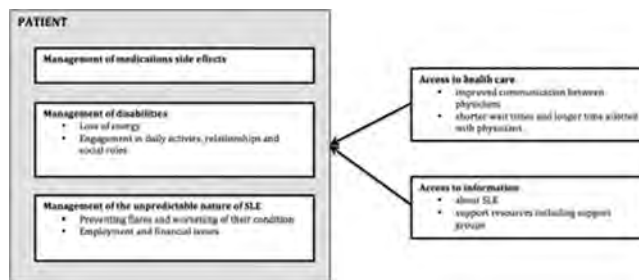 PATIENT
Management of medications side effects
Management of disabilities
Loss of energy
Engagement in daily activies, relationships and
social roles
Management of the unpredictable nature of SLE
Preventing flares and worsening of their condition
Employment and financial issues
Access to health care
improved communication between
physicians
shorter wait times and longer time allotted
with physicians
Access to information
about SLE
support resources including support
groups